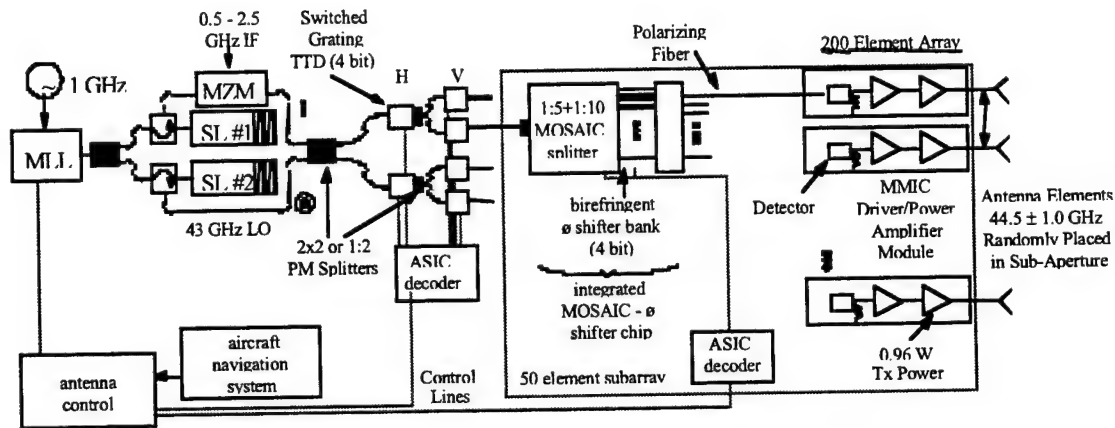 0.5 - 2.5
GHz IF
Switched
Grating
TTD (4 bit)
H
V
Polarizing
Fiber
200 Element Array
~
1 GHz
MZM
SL #1
MLL
SL #2
43 GHz LO
2x2 or 1:2
PM Splitters
ASIC
decoder
1:5+1:10
MOSAIC
splitter
birefringent
ø shifter bank
(4 bit)
integrated
MOSAIC - ø
shifter chip
Detector
MMIC
Driver/Power
Amplifier
Module
Antenna Elements
44.5 ± 1.0 GHz
Randomly Placed
in Sub-Aperture
antenna
control
aircraft
navigation
system
Control
Lines
50 element subarray
ASIC
decoder
0.96 W
Tx Power